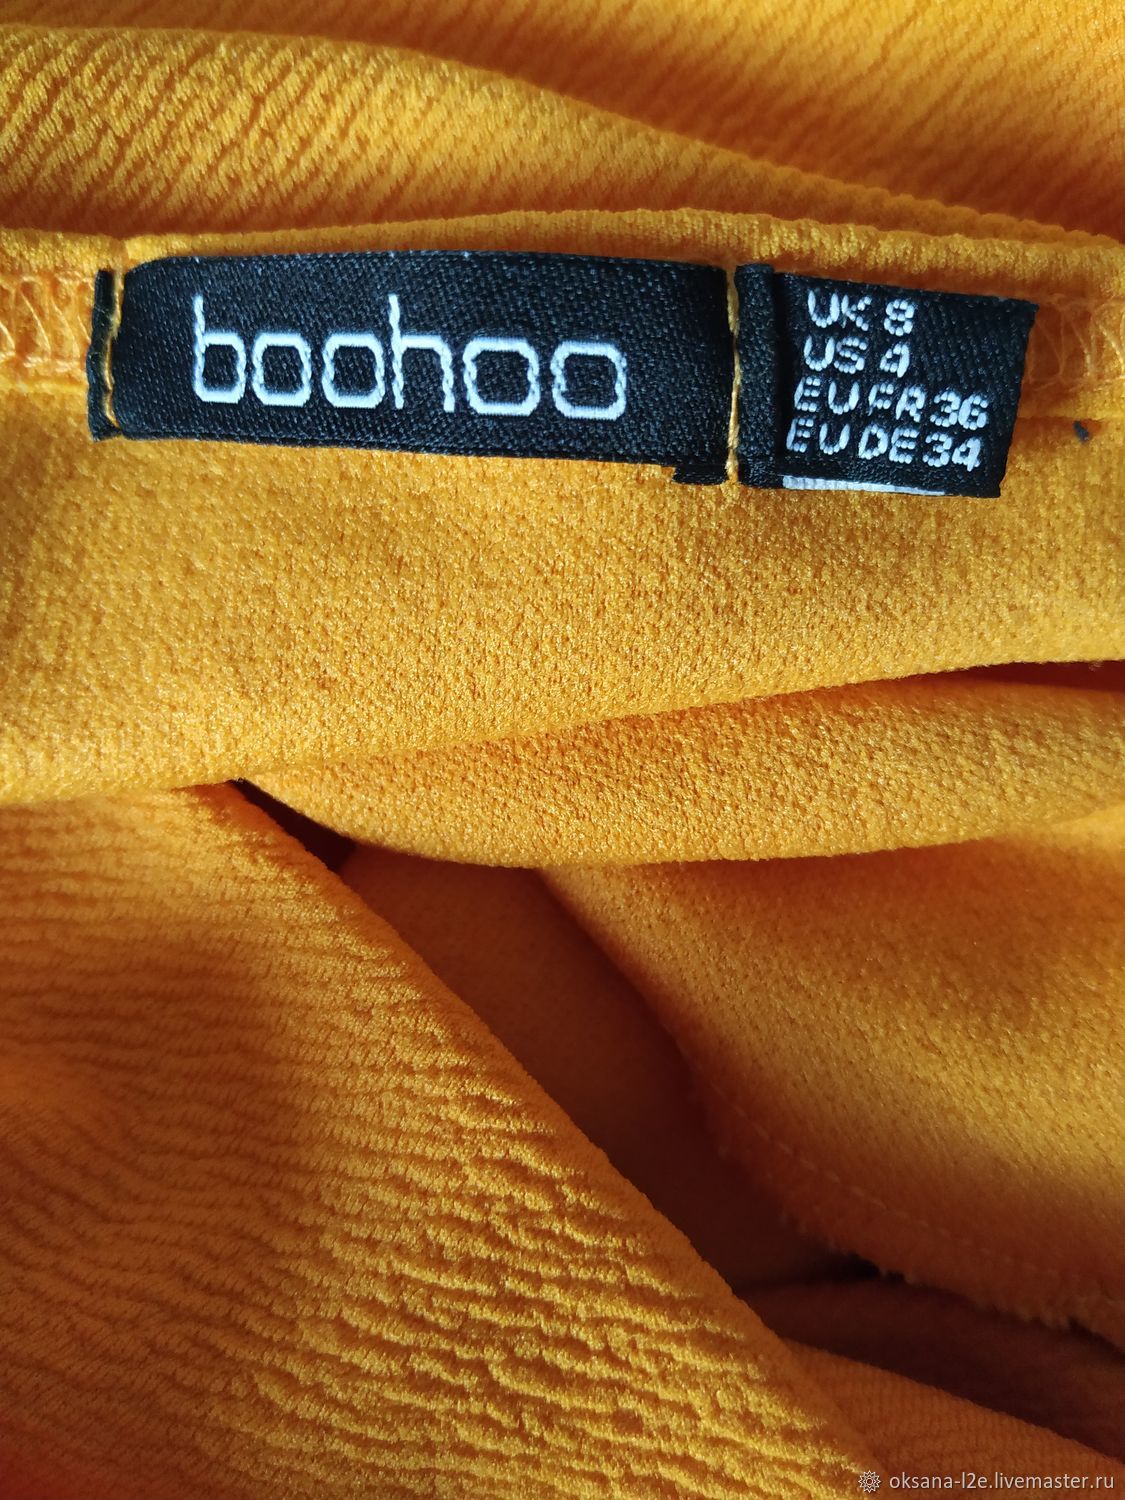 boohoo
UK 8
US 4
EU FR 36
EU DE 34
oksana-l2e.livemaster.ru